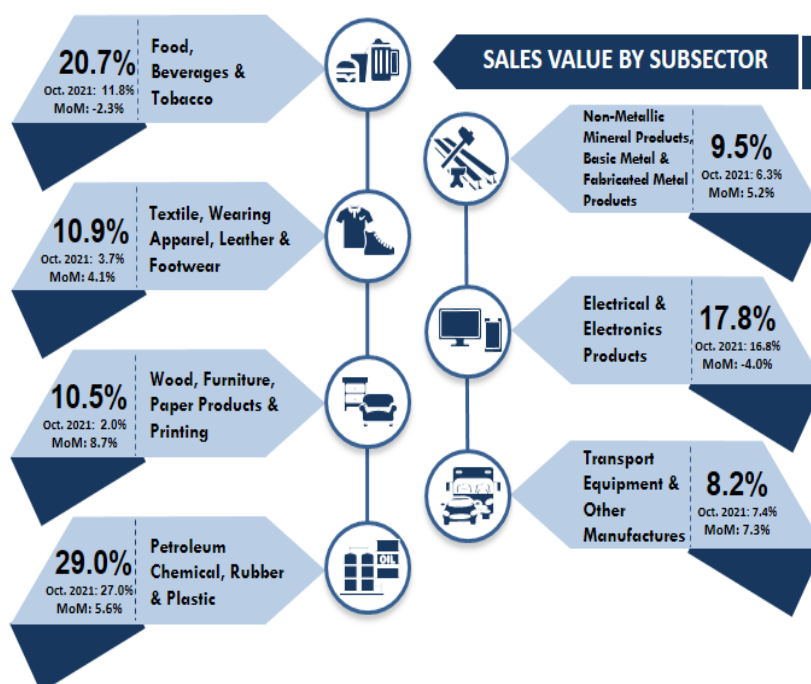 SALES VALUE BY SUBSECTOR
20.7%
Oct. 2021: 11.8%
MoM: -2.3%
Food,
Beverages &
Tobacco
10.9%
Oct. 2021: 3.7%
MoM: 4.1%
Textile, Wearing
Apparel, Leather &
Footwear
10.5%
Oct. 2021: 2.0%
MoM: 8.7%
Wood, Furniture,
Paper Products &
Printing
29.0%
Oct. 2021: 27.0%
MoM: 5.6%
Petroleum
Chemical, Rubber
& Plastic
OIL
Non-Metallic
Mineral Products,
Basic Metal &
Fabricated Metal
Products
9.5%
Oct. 2021: 6.3%
MoM: 5.2%
Electrical &
Electronics
Products
17.8%
Oct. 2021: 16.8%
MoM: -4.0%
Transport
Equipment &
Other
Manufactures
8.2%
Oct. 2021: 7.4%
MoM: 7.3%